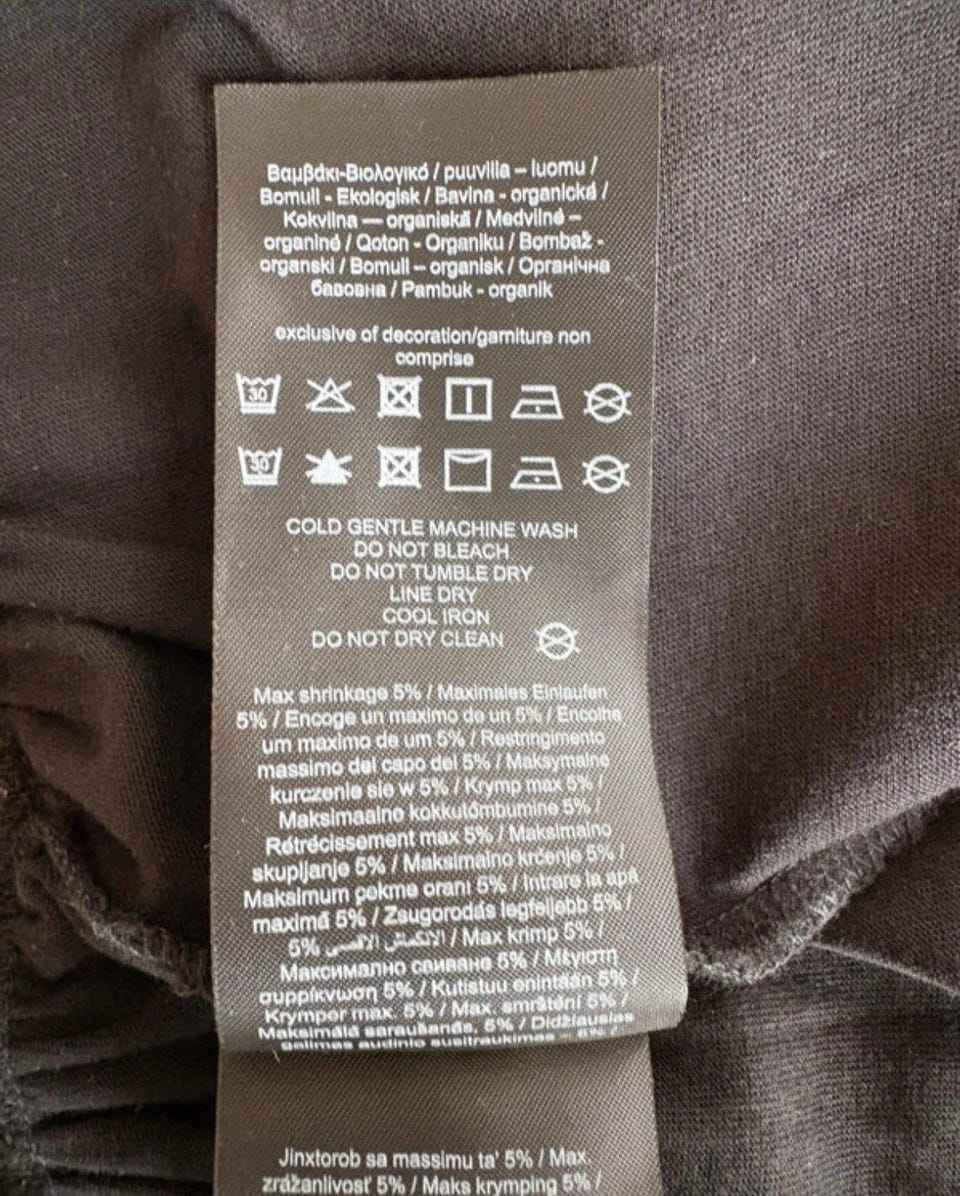 Βαμβάκι-Βιολογικό / puuvilla – luomu /
Bomull - Ekologisk / Bavlna - organická /
Kokvilna — organiskā / Medvilnė –
organinė / Qoton - Organiku / Bombaž -
organski / Bomull – organisk / Органічна
бавовна / Pambuk - organik
exclusive of decoration/garniture non
comprise
30
30
COLD GENTLE MACHINE WASH
DO NOT BLEACH
DO NOT TUMBLE DRY
LINE DRY
COOL IRON
DO NOT DRY CLEAN
Max shrinkage 5% / Maximales Einlaufen
5% / Encoge un maximo de un 5% / Encolhe
um maximo de um 5% / Restringimento
massimo del capo del 5% / Maksymalne
kurczenie sie w 5% / Krymp max 5% /
Maksimaalne kokkutõmbumine 5% /
Rétrécissement max 5% / Maksimalno
skupljanje 5% / Maksimalno krčenje 5% /
Maksimum çekme oranı 5% / Intrare la apă
maximă 5% / Zsugorodás legfeljebb 5% /
5% الانكماش الأقصى / Max krimp 5% /
Максимално свиване 5% / Μέγιστη
συρρίκνωση 5% / Kutistuu enintään 5% /
Krymper max. 5% / Max. smrštění 5% /
Maksimālā saraušanās, 5% / Didžiausias
galimas audinio susitraukimas – 5% /
Jinxtorob sa massimu ta' 5% / Max.
zrážanlivosť 5% / Maks krymping 5% /